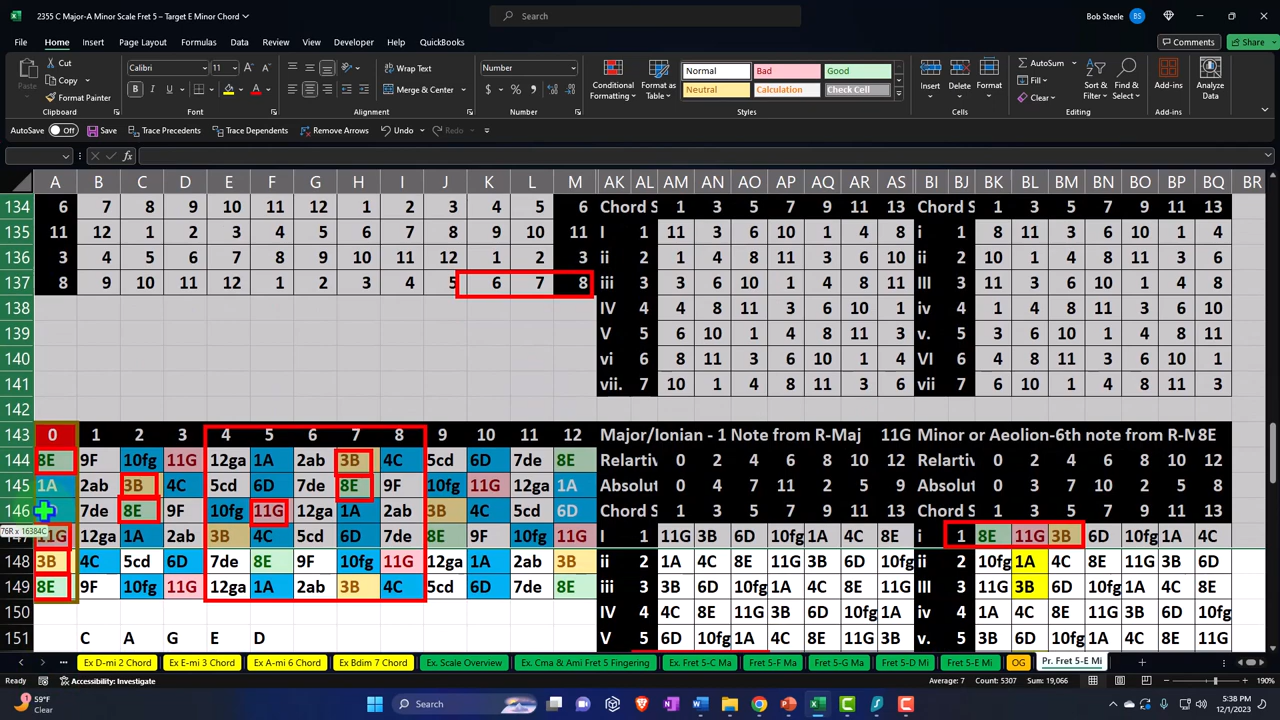 2355 C Major-A Minor Scale Fret 5 – Target E Minor Chord
Search
Bob Steele BS
File Home Insert Page Layout Formulas Data Review View Developer Help QuickBooks Comments Share
Cut
Copy
Paste
Format Painter
Calibri 11
Wrap Text
Merge & Center
Number
Conditional Formatting
Format as Table
Normal Bad Good
Neutral Calculation Check Cell
Insert Delete Format
AutoSum
Fill
Clear
Sort & Filter
Find & Select
Add-ins
Analyze Data
Clipboard Font Alignment Number Styles Cells Editing Add-ins
AutoSave Off Save Trace Precedents Trace Dependents Remove Arrows Undo
A B C D E F G H I J K L M AK AL AM AN AO AP AQ AR AS BI BJ BK BL BM BN BO BP BQ BR
134 6 7 8 9 10 11 12 1 2 3 4 5 6 Chord S 1 3 5 7 9 11 13 Chord S 1 3 5 7 9 11 13
135 11 12 1 2 3 4 5 6 7 8 9 10 11 I 1 11 3 6 10 1 4 8 i 1 8 11 3 6 10 1 4
136 3 4 5 6 7 8 9 10 11 12 1 2 3 ii 2 1 4 8 11 3 6 10 ii 2 10 1 4 8 11 3 6
137 8 9 10 11 12 1 2 3 4 5 6 7 8 iii 3 3 6 10 1 4 8 11 III 3 11 3 6 10 1 4 8
138 IV 4 4 8 11 3 6 10 1 iv 4 1 4 8 11 3 6 10
139 V 5 6 10 1 4 8 11 3 v. 5 3 6 10 1 4 8 11
140 vi 6 8 11 3 6 10 1 4 VI 6 4 8 11 3 6 10 1
141 vii. 7 10 1 4 8 11 3 6 vii 7 6 10 1 4 8 11 3
142
143 0 1 2 3 4 5 6 7 8 9 10 11 12 Major/Ionian - 1 Note from R-Maj 11G Minor or Aeolion-6th note from R-M 8E
144 8E 9F 10fg 11G 12ga 1A 2ab 3B 4C 5cd 6D 7de 8E Relartiv 0 2 4 6 8 10 12 Relartiv 0 2 4 6 8 10 12
145 1A 2ab 3B 4C 5cd 6D 7de 8E 9F 10fg 11G 12ga 1A Absolut 0 4 7 11 2 5 9 Absolut 0 3 7 10 2 5 8
146 7de 8E 9F 10fg 11G 12ga 1A 2ab 3B 4C 5cd 6D Chord S 1 3 5 7 9 11 13 Chord S 1 3 5 7 9 11 13
76R x 16384C
11G 12ga 1A 2ab 3B 4C 5cd 6D 7de 8E 9F 10fg 11G I 1 11G 3B 6D 10fg 1A 4C 8E i 1 8E 11G 3B 6D 10fg 1A 4C
148 3B 4C 5cd 6D 7de 8E 9F 10fg 11G 12ga 1A 2ab 3B ii 2 1A 4C 8E 11G 3B 6D 10fg ii 2 10fg 1A 4C 8E 11G 3B 6D
149 8E 9F 10fg 11G 12ga 1A 2ab 3B 4C 5cd 6D 7de 8E iii 3 3B 6D 10fg 1A 4C 8E 11G III 3 11G 3B 6D 10fg 1A 4C 8E
150 IV 4 4C 8E 11G 3B 6D 10fg 1A iv 4 1A 4C 8E 11G 3B 6D 10fg
151 C A G E D V 5 6D 10fg 1A 4C 8E 11G 3B v. 5 3B 6D 10fg 1A 4C 8E 11G
Ex D-mi 2 Chord Ex E-mi 3 Chord Ex A-mi 6 Chord Ex Bdim 7 Chord Ex. Scale Overview Ex. Cma & Ami Fret 5 Fingering Ex. Fret 5-C Ma Fret 5-F Ma Fret 5-G Ma Fret 5-D Mi Fret 5-E Mi OG Pr. Fret 5-E Mi
Ready Accessibility: Investigate Average: 7 Count: 5307 Sum: 19,066 190%
59°F
Clear
Search
5:38 PM
12/1/2023